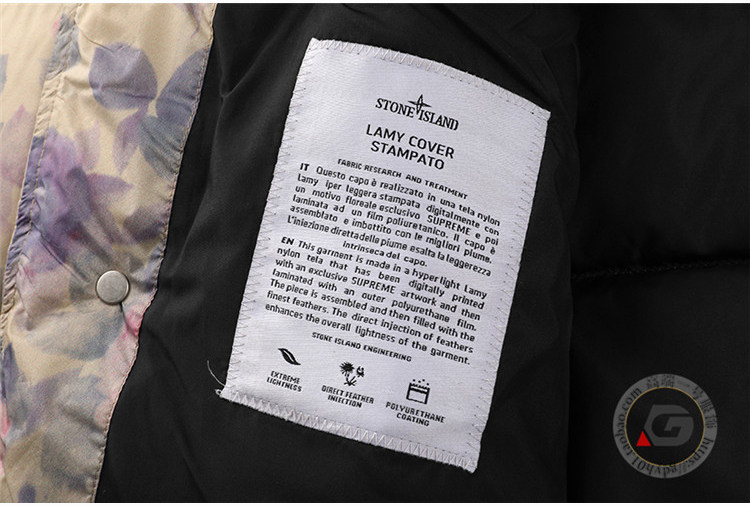 STONE ISLAND
LAMY COVER
STAMPATO
FABRIC RESEARCH AND TREATMENT
IT Questo capo è realizzato in una tela nylon
Lamy iper leggera stampata digitalmente con
un motivo floreale esclusivo SUPREME e poi
laminata ad un film poliuretanico. Il capo è
assemblato e imbottito con le migliori piume.
L'iniezione diretta delle piume esalta la leggerezza
intrinseca del capo.
EN This garment is made in a hyper light Lamy
nylon tela that has been digitally printed
with an exclusive SUPREME artwork and then
laminated with an outer polyurethane film.
The piece is assembled and then filled with the
finest feathers. The direct injection of feathers
enhances the overall lightness of the garment.
STONE ISLAND ENGINEERING
EXTREME
LIGHTNESS
DIRECT FEATHER
INJECTION
POLYURETHANE
COATING
G